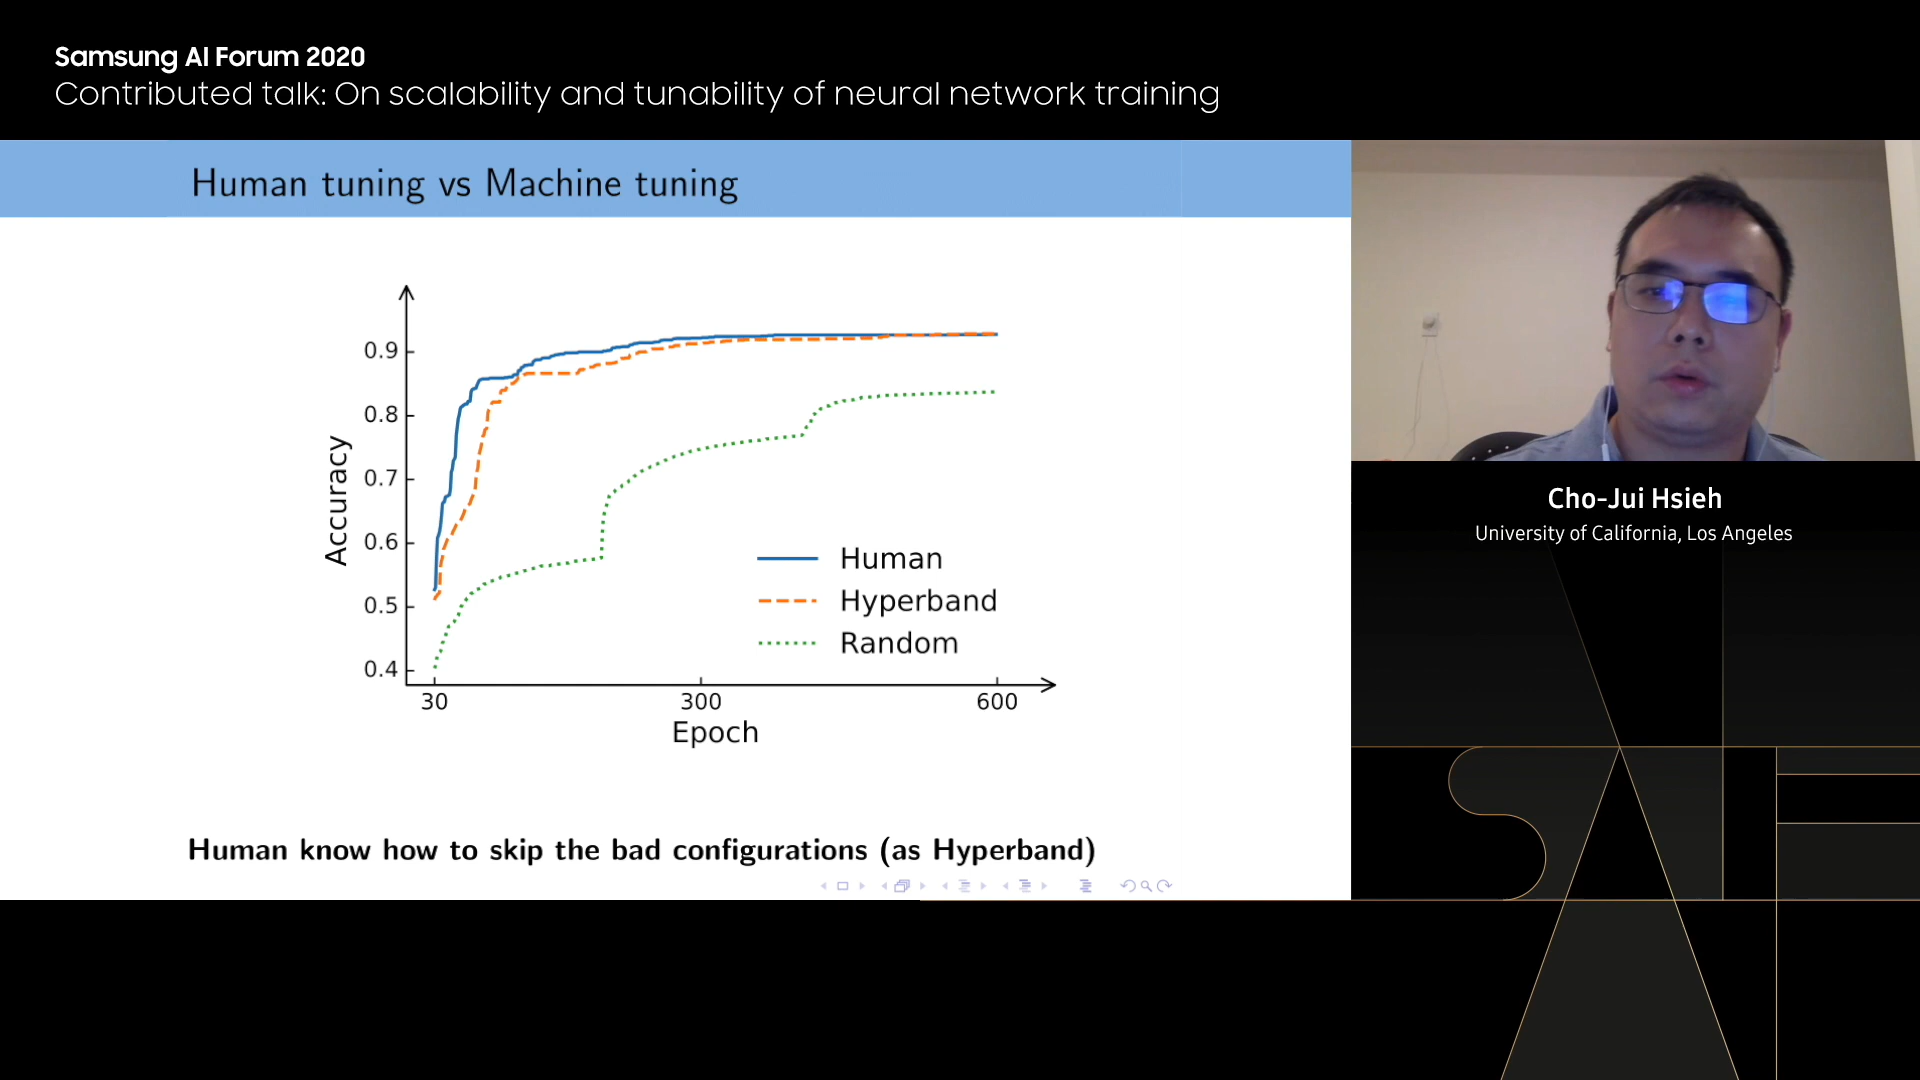 Samsung AI Forum 2020
Contributed talk: On scalability and tunability of neural network training
Human tuning vs Machine tuning
0.9
0.8
0.7
0.6
0.5
0.4
Accuracy
30 300 600
Epoch
Human
Hyperband
Random
Human know how to skip the bad configurations (as Hyperband)
Cho-Jui Hsieh
University of California, Los Angeles